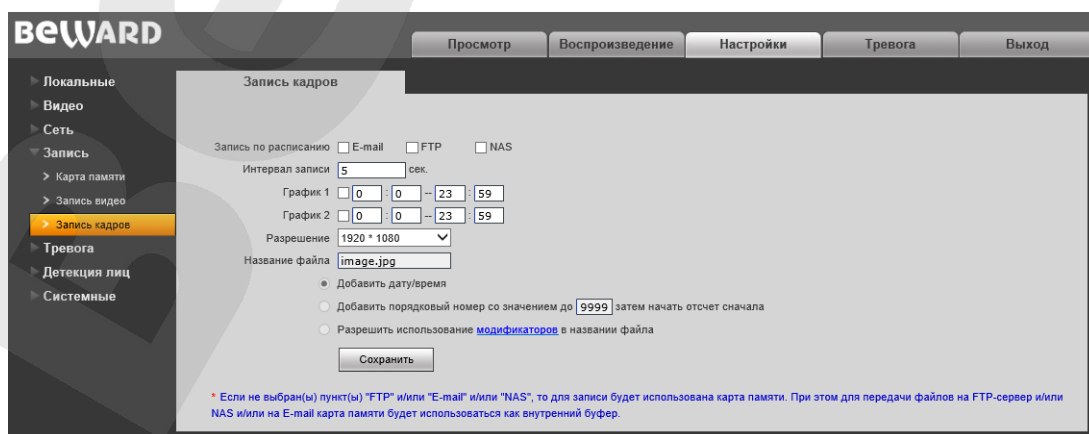 BEWARD
Просмотр Воспроизведение Настройки Тревога Выход
Локальные
Видео
Сеть
Запись
Карта памяти
Запись видео
Запись кадров
Тревога
Детекция лиц
Системные
Запись кадров
Запись по расписанию E-mail FTP NAS
Интервал записи 5 сек.
График 1 0 : 0 -- 23 : 59
График 2 0 : 0 -- 23 : 59
Разрешение 1920 * 1080
Название файла image.jpg
Добавить дату/время
Добавить порядковый номер со значением до 9999 затем начать отсчет сначала
Разрешить использование модификаторов в названии файла
Сохранить
* Если не выбран(ы) пункт(ы) "FTP" и/или "E-mail" и/или "NAS", то для записи будет использована карта памяти. При этом для передачи файлов на FTP-сервер и/или
NAS и/или на E-mail карта памяти будет использоваться как внутренний буфер.